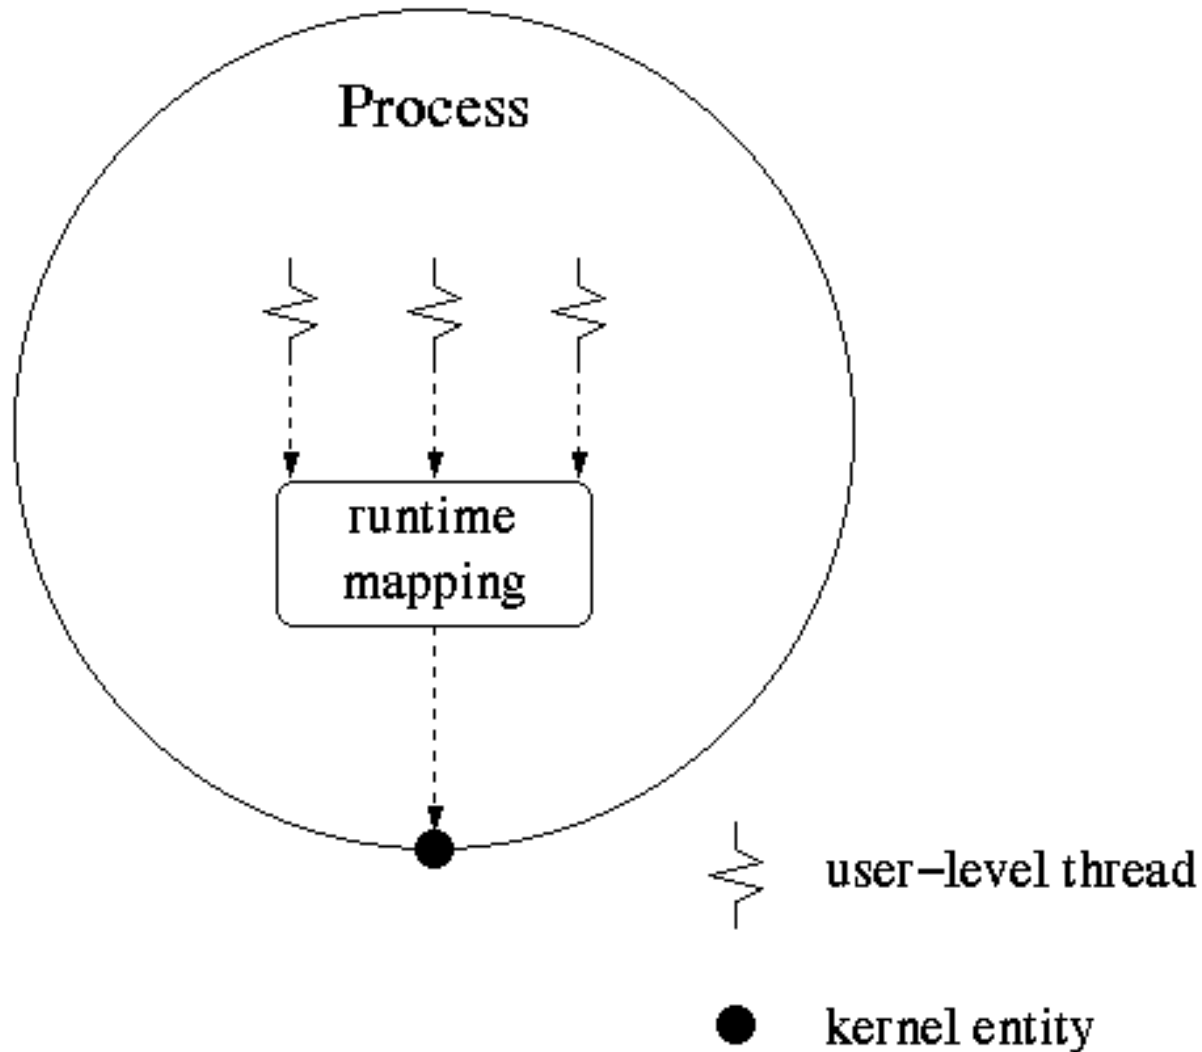 Process
runtime
mapping
user-level thread
kernel entity